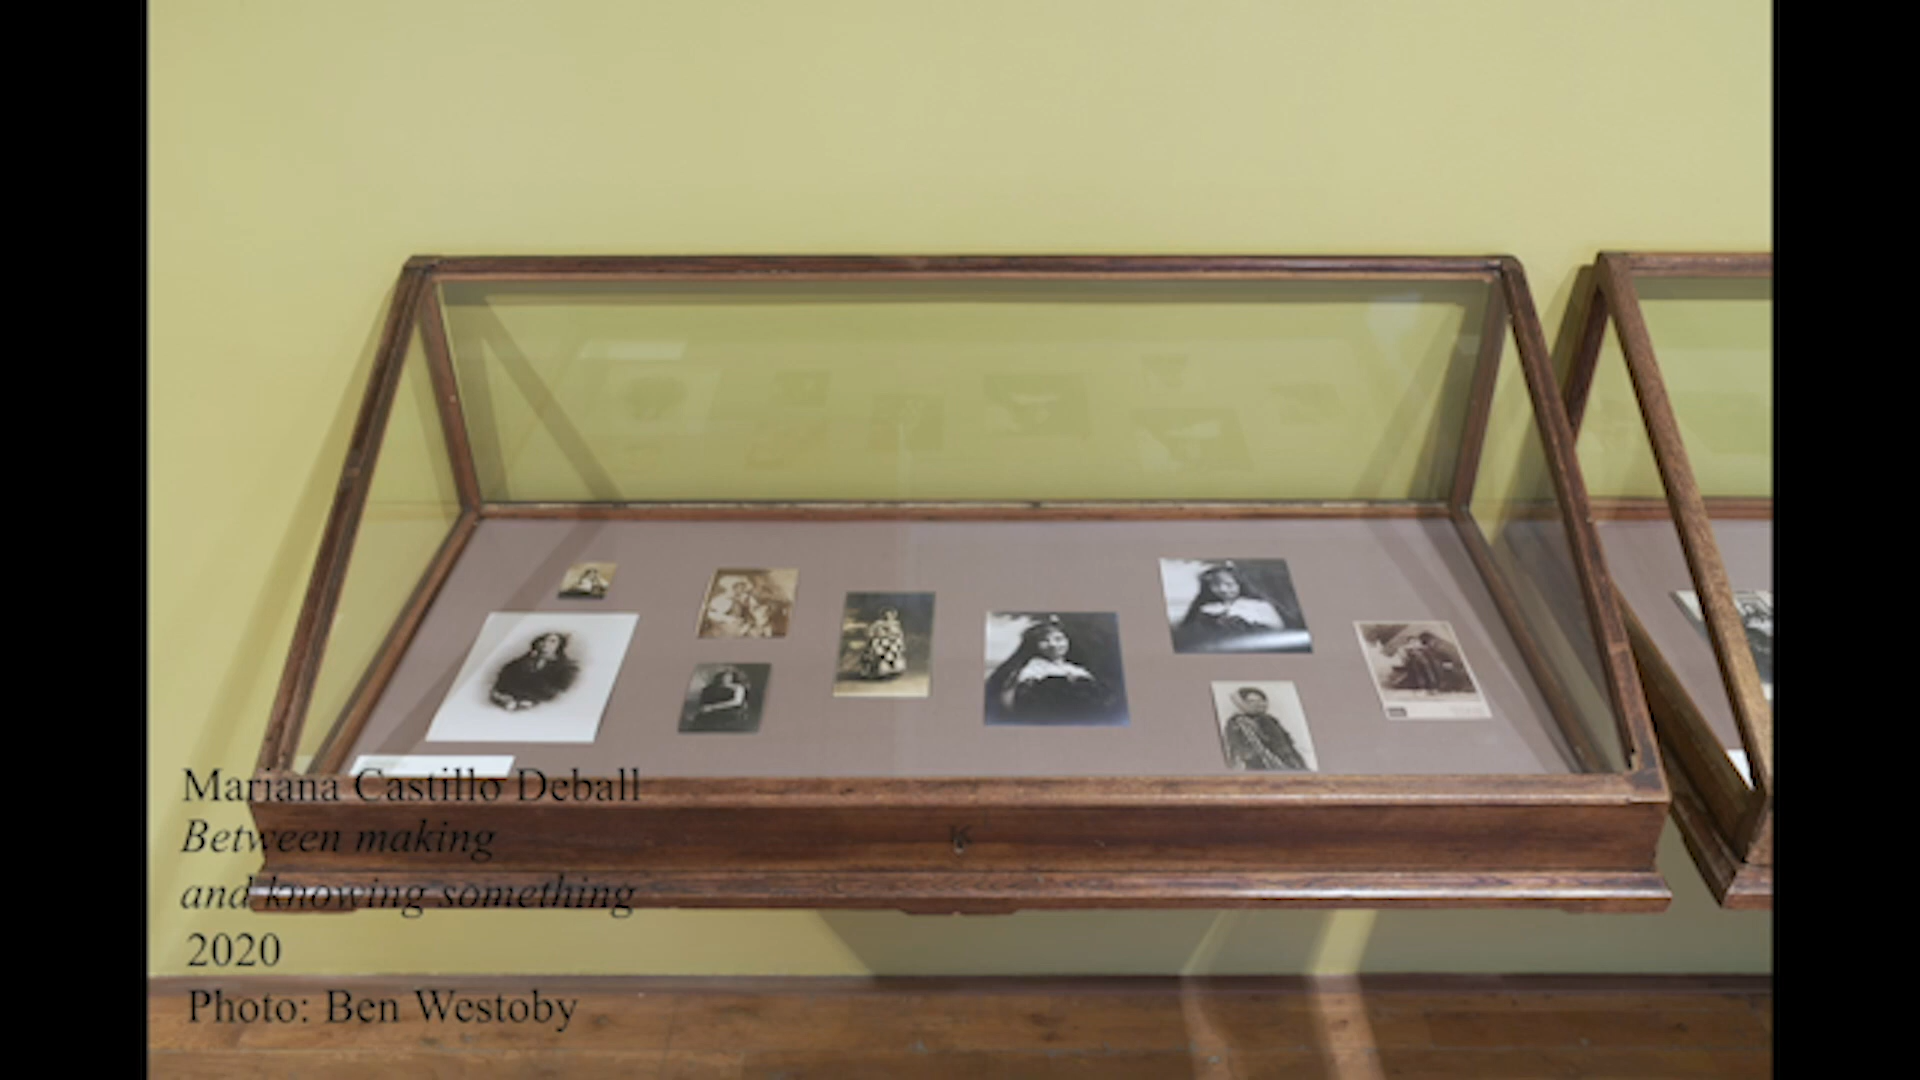 Mariana Castillo Deball
Between making
and knowing something
2020
Photo: Ben Westoby